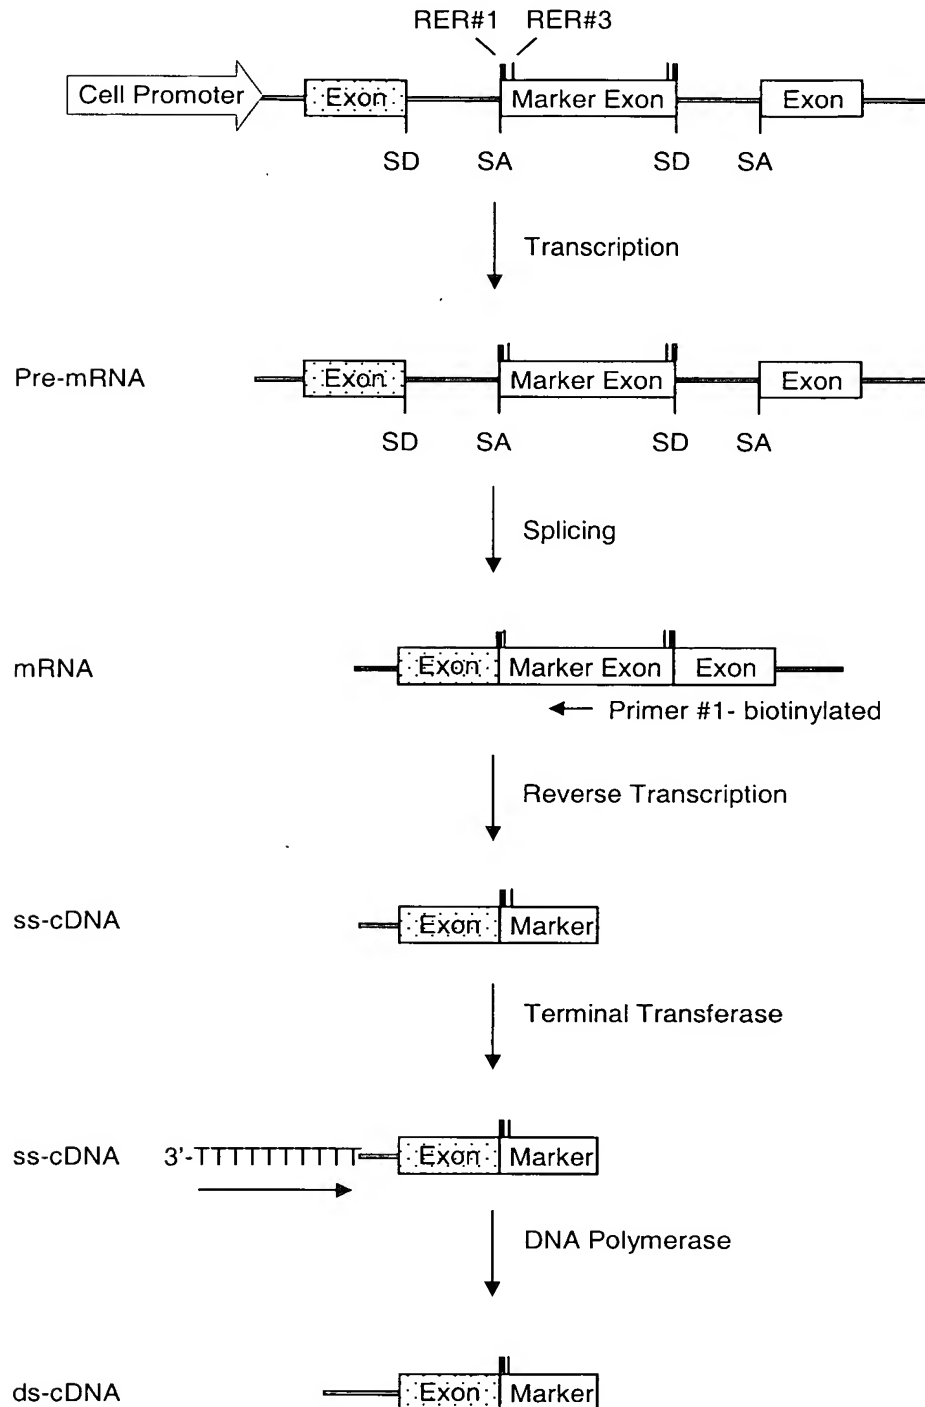 RER#1 RER#3
Cell Promoter Exon Marker Exon Exon
SD SA SD SA
Transcription
Pre-mRNA Exon Marker Exon Exon
SD SA SD SA
Splicing
mRNA Exon Marker Exon Exon
Primer #1- biotinylated
Reverse Transcription
ss-cDNA Exon Marker
Terminal Transferase
ss-cDNA 3'-TTTTTTTTT Exon Marker
DNA Polymerase
ds-cDNA Exon Marker